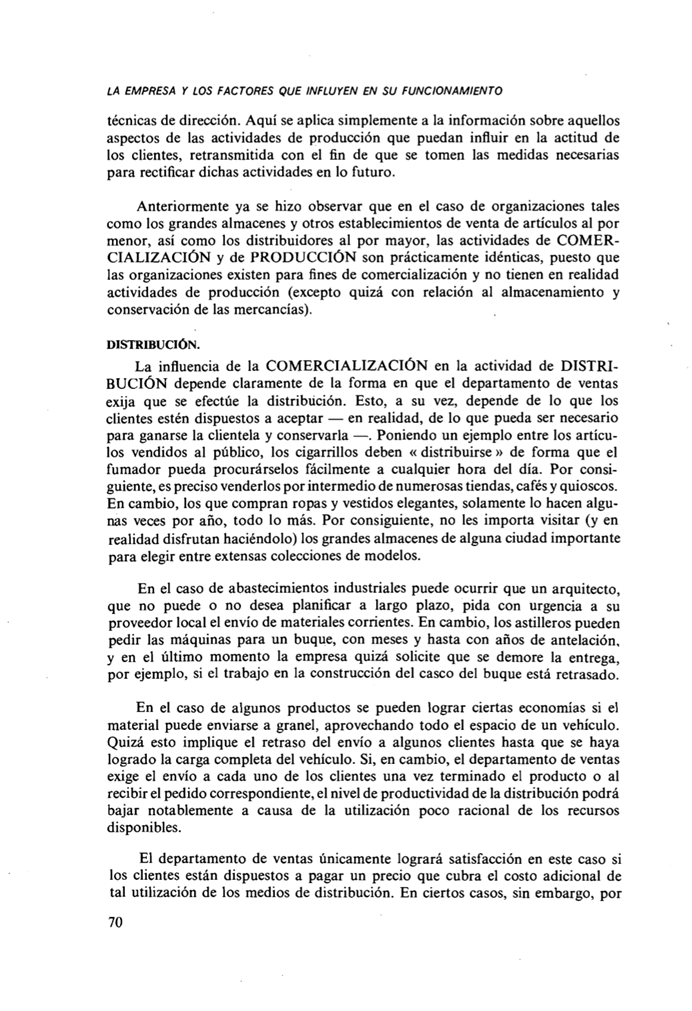 LA EMPRESA Y LOS FACTORES QUE INFLUYEN EN SU FUNCIONAMIENTO
técnicas de dirección. Aquí se aplica simplemente a la información sobre aquellos
aspectos de las actividades de producción que puedan influir en la actitud de
los clientes, retransmitida con el fin de que se tomen las medidas necesarias
para rectificar dichas actividades en lo futuro.
Anteriormente ya se hizo observar que en el caso de organizaciones tales
como los grandes almacenes y otros establecimientos de venta de artículos al por
menor, así como los distribuidores al por mayor, las actividades de COMER-
CIALIZACIÓN y de PRODUCCIÓN son prácticamente idénticas, puesto que
las organizaciones existen para fines de comercialización y no tienen en realidad
actividades de producción (excepto quizá con relación al almacenamiento y
conservación de las mercancías).
DISTRIBUCIÓN.
La influencia de la COMERCIALIZACIÓN en la actividad de DISTRI-
BUCIÓN depende claramente de la forma en que el departamento de ventas
exija que se efectúe la distribución. Esto, a su vez, depende de lo que los
clientes estén dispuestos a aceptar — en realidad, de lo que pueda ser necesario
para ganarse la clientela y conservarla —. Poniendo un ejemplo entre los artícu-
los vendidos al público, los cigarrillos deben « distribuirse » de forma que el
fumador pueda procurárselos fácilmente a cualquier hora del día. Por consi-
guiente, es preciso venderlos por intermedio de numerosas tiendas, cafés y quioscos.
En cambio, los que compran ropas y vestidos elegantes, solamente lo hacen algu-
nas veces por año, todo lo más. Por consiguiente, no les importa visitar (y en
realidad disfrutan haciéndolo) los grandes almacenes de alguna ciudad importante
para elegir entre extensas colecciones de modelos.
En el caso de abastecimientos industriales puede ocurrir que un arquitecto,
que no puede o no desea planificar a largo plazo, pida con urgencia a su
proveedor local el envío de materiales corrientes. En cambio, los astilleros pueden
pedir las máquinas para un buque, con meses y hasta con años de antelación,
y en el último momento la empresa quizá solicite que se demore la entrega,
por ejemplo, si el trabajo en la construcción del casco del buque está retrasado.
En el caso de algunos productos se pueden lograr ciertas economías si el
material puede enviarse a granel, aprovechando todo el espacio de un vehículo.
Quizá esto implique el retraso del envío a algunos clientes hasta que se haya
logrado la carga completa del vehículo. Si, en cambio, el departamento de ventas
exige el envío a cada uno de los clientes una vez terminado el producto o al
recibir el pedido correspondiente, el nivel de productividad de la distribución podrá
bajar notablemente a causa de la utilización poco racional de los recursos
disponibles.
El departamento de ventas únicamente logrará satisfacción en este caso si
los clientes están dispuestos a pagar un precio que cubra el costo adicional de
tal utilización de los medios de distribución. En ciertos casos, sin embargo, por
70